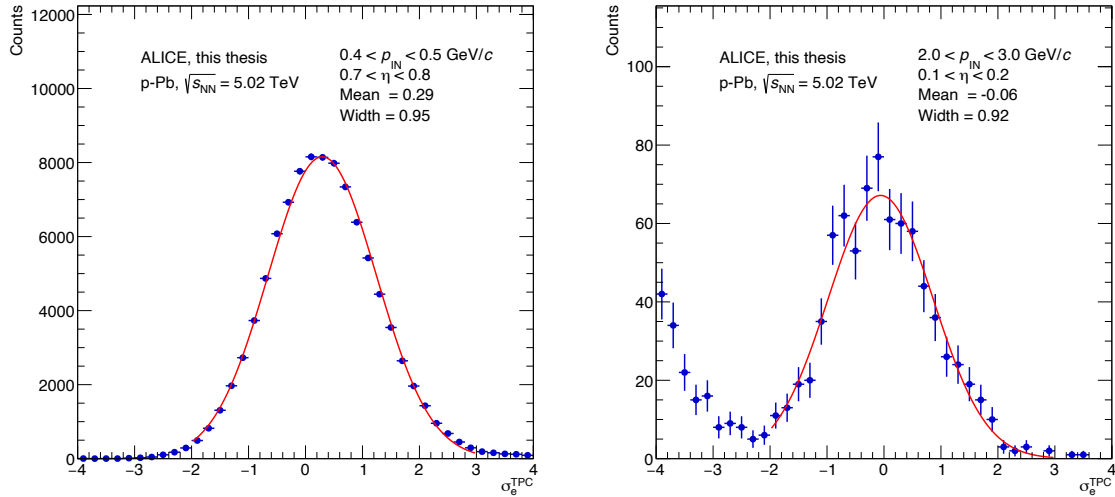 Counts
12000
10000
8000
6000
4000
2000
0
ALICE, this thesis
p-Pb, √s_NN = 5.02 TeV
0.4 < p_IN < 0.5 GeV/c
0.7 < η < 0.8
Mean = 0.29
Width = 0.95
−4 −3 −2 −1 0 1 2 3 4
σ_e^TPC
Counts
100
80
60
40
20
0
ALICE, this thesis
p-Pb, √s_NN = 5.02 TeV
2.0 < p_IN < 3.0 GeV/c
0.1 < η < 0.2
Mean = -0.06
Width = 0.92
−4 −3 −2 −1 0 1 2 3 4
σ_e^TPC